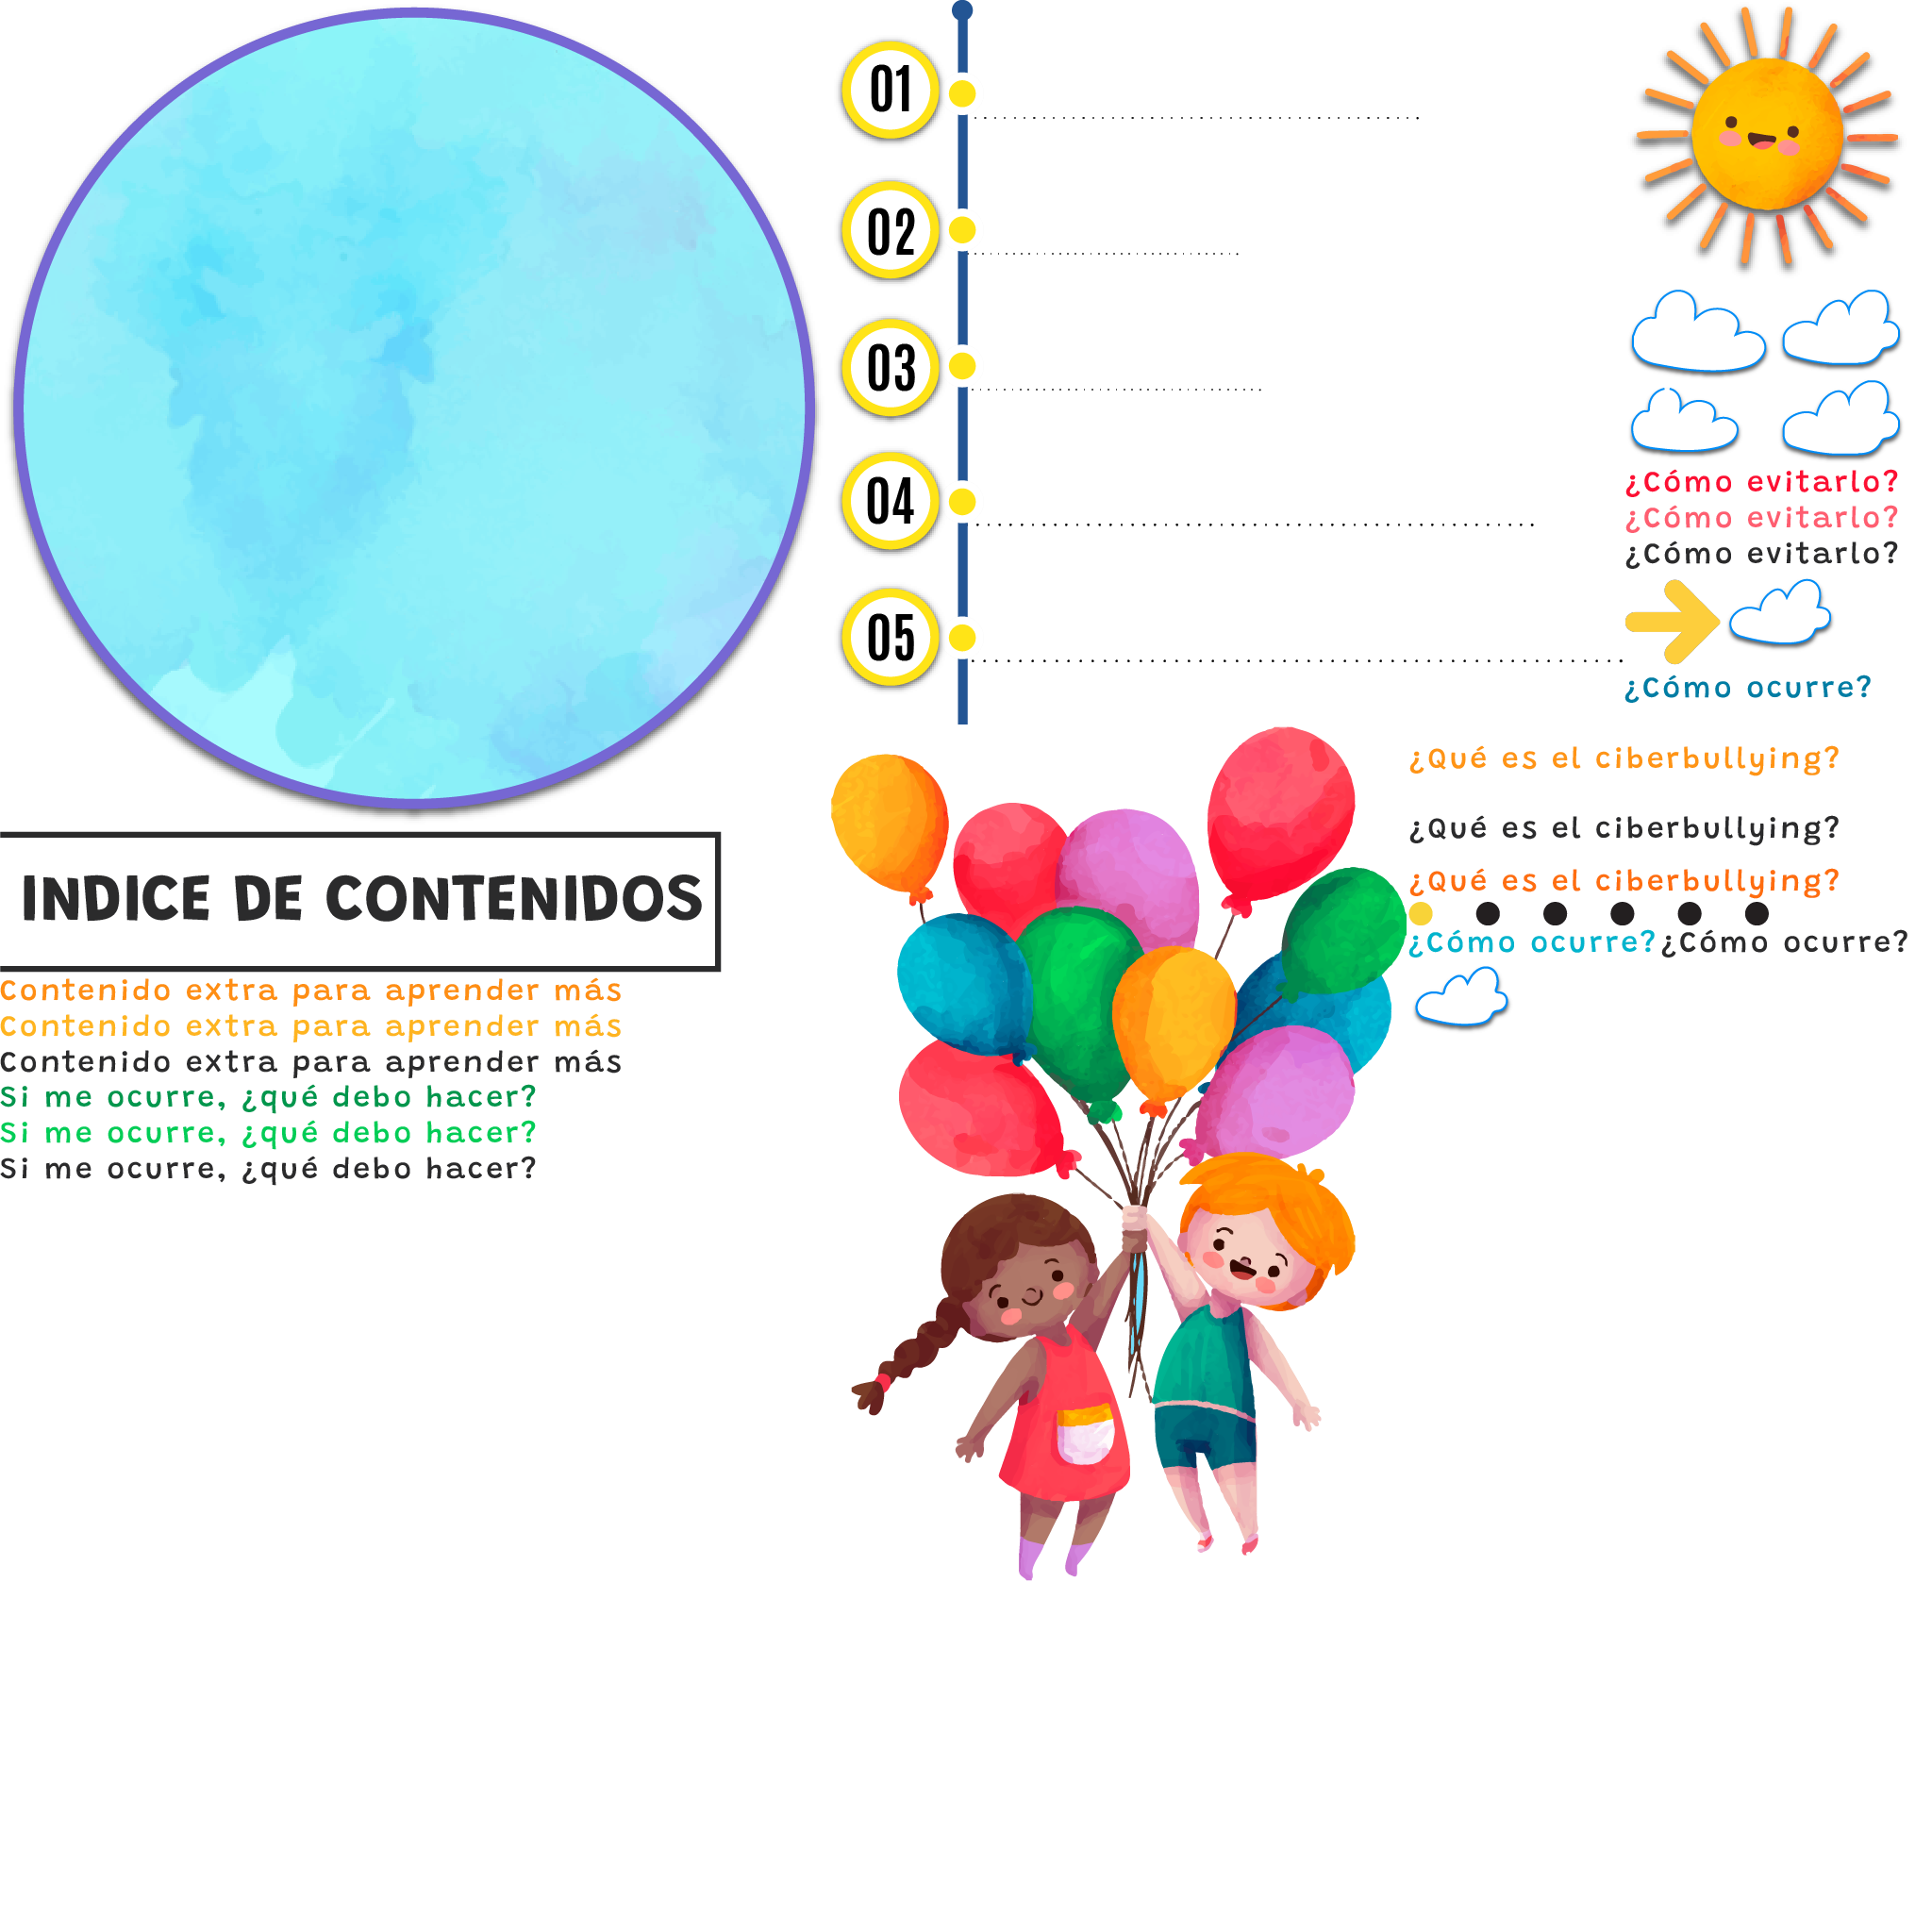 01
02
03
04
05
¿Cómo evitarlo?
¿Cómo evitarlo?
¿Cómo evitarlo?
¿Cómo ocurre?
¿Qué es el ciberbullying?
¿Qué es el ciberbullying?
¿Qué es el ciberbullying?
¿Cómo ocurre? ¿Cómo ocurre?
INDICE DE CONTENIDOS
Contenido extra para aprender más
Contenido extra para aprender más
Contenido extra para aprender más
Si me ocurre, ¿qué debo hacer?
Si me ocurre, ¿qué debo hacer?
Si me ocurre, ¿qué debo hacer?